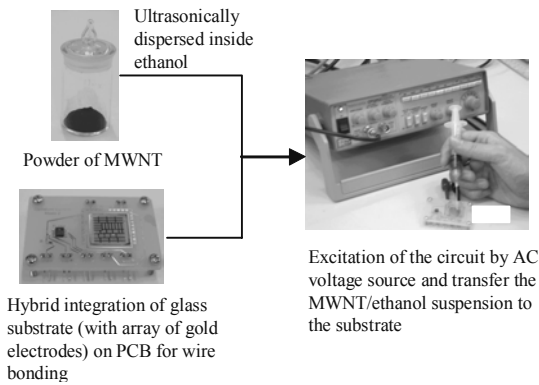 Ultrasonically
dispersed inside
ethanol
Powder of MWNT
Hybrid integration of glass
substrate (with array of gold
electrodes) on PCB for wire
bonding
Excitation of the circuit by AC
voltage source and transfer the
MWNT/ethanol suspension to
the substrate